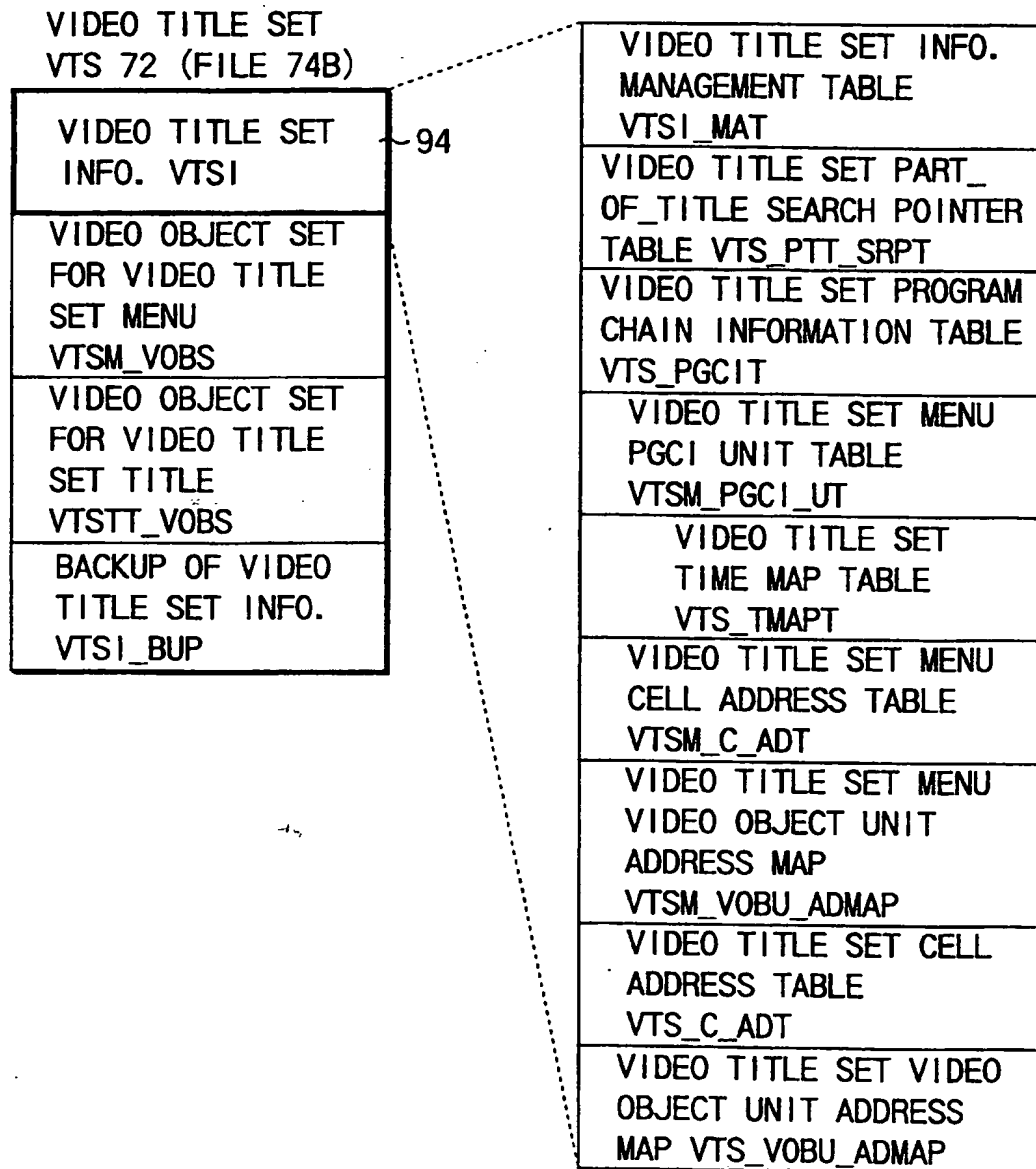 VIDEO TITLE SET
VTS 72 (FILE 74B)
VIDEO TITLE SET
INFO. VTSI
94
VIDEO OBJECT SET
FOR VIDEO TITLE
SET MENU
VTSM_VOBS
VIDEO OBJECT SET
FOR VIDEO TITLE
SET TITLE
VTSTT_VOBS
BACKUP OF VIDEO
TITLE SET INFO.
VTSI_BUP
VIDEO TITLE SET INFO.
MANAGEMENT TABLE
VTSI_MAT
VIDEO TITLE SET PART_
OF_TITLE SEARCH POINTER
TABLE VTS_PTT_SRPT
VIDEO TITLE SET PROGRAM
CHAIN INFORMATION TABLE
VTS_PGCIT
VIDEO TITLE SET MENU
PGCI UNIT TABLE
VTSM_PGCI_UT
VIDEO TITLE SET
TIME MAP TABLE
VTS_TMAPT
VIDEO TITLE SET MENU
CELL ADDRESS TABLE
VTSM_C_ADT
VIDEO TITLE SET MENU
VIDEO OBJECT UNIT
ADDRESS MAP
VTSM_VOBU_ADMAP
VIDEO TITLE SET CELL
ADDRESS TABLE
VTS_C_ADT
VIDEO TITLE SET VIDEO
OBJECT UNIT ADDRESS
MAP VTS_VOBU_ADMAP